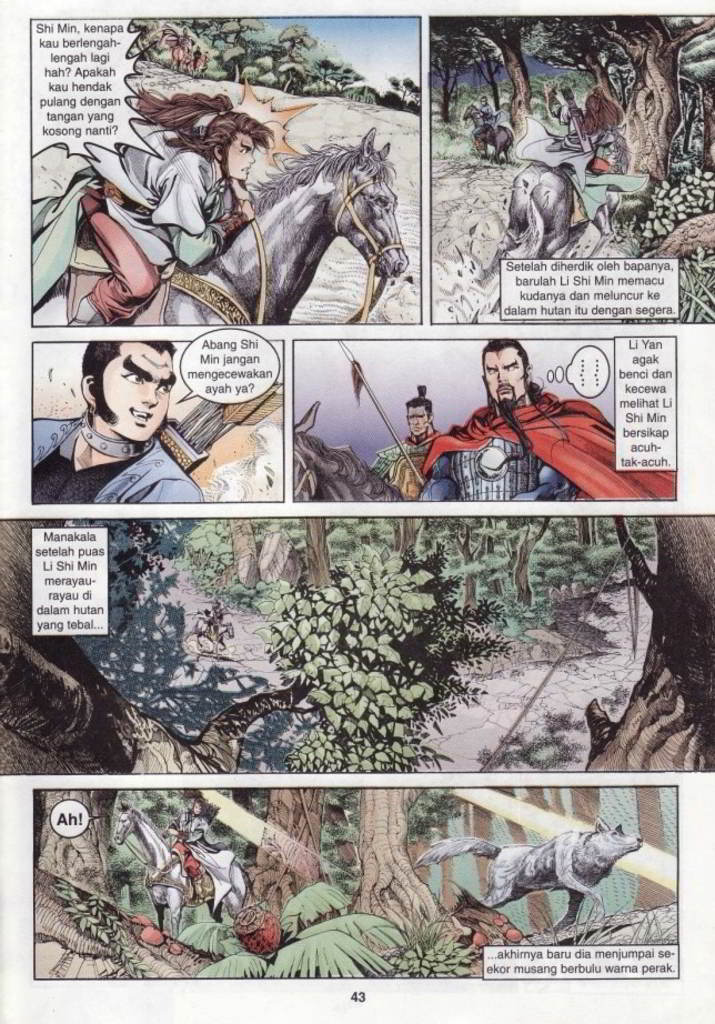 Shi Min, kenapa
kau berlengah-
lengah lagi
hah? Apakah
kau hendak
pulang dengan
tangan yang
kosong nanti?
Setelah diherdik oleh bapanya,
barulah Li Shi Min memacu
kudanya dan meluncur ke
dalam hutan itu dengan segera.
Abang Shi
Min jangan
mengecewakan
ayah ya?
......
Li Yan
agak
benci dan
kecewa
melihat Li
Shi Min
bersikap
acuh-
tak-acuh.
Manakala
setelah puas
Li Shi Min
merayau-
rayau di
dalam hutan
yang tebal...
Ah!
...akhirnya baru dia menjumpai se-
ekor musang berbulu warna perak.
43